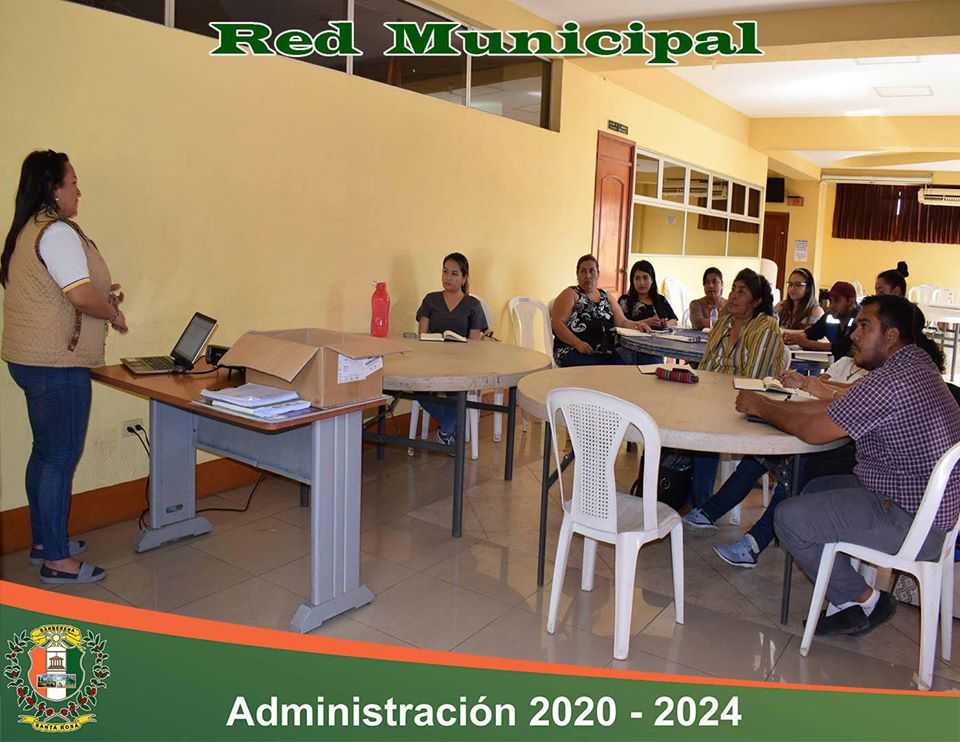 Red Municipal
SANTA ROSA
Administración 2020 - 2024